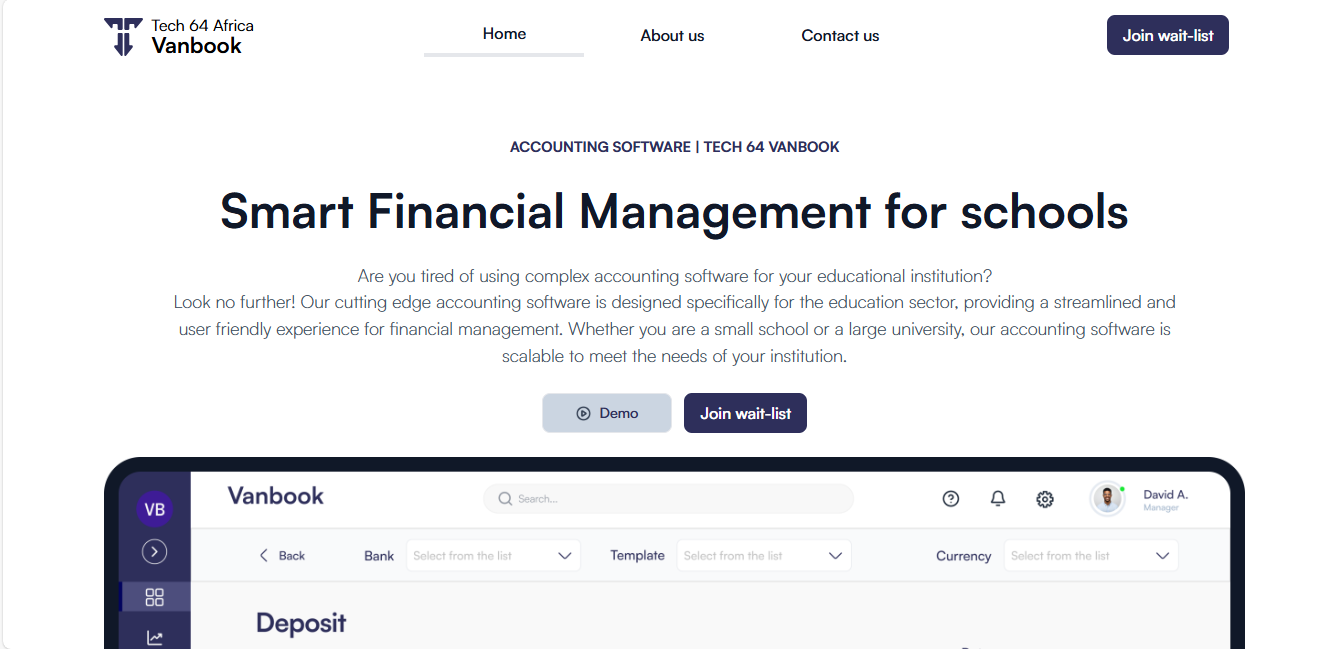 Tech 64 Africa
Vanbook
Home
About us
Contact us
Join wait-list
ACCOUNTING SOFTWARE | TECH 64 VANBOOK
Smart Financial Management for schools
Are you tired of using complex accounting software for your educational institution?
Look no further! Our cutting edge accounting software is designed specifically for the education sector, providing a streamlined and
user friendly experience for financial management. Whether you are a small school or a large university, our accounting software is
scalable to meet the needs of your institution.
Demo
Join wait-list
VB
Vanbook
Search...
David A.
Manager
Back
Bank
Select from the list
Template
Select from the list
Currency
Select from the list
Deposit